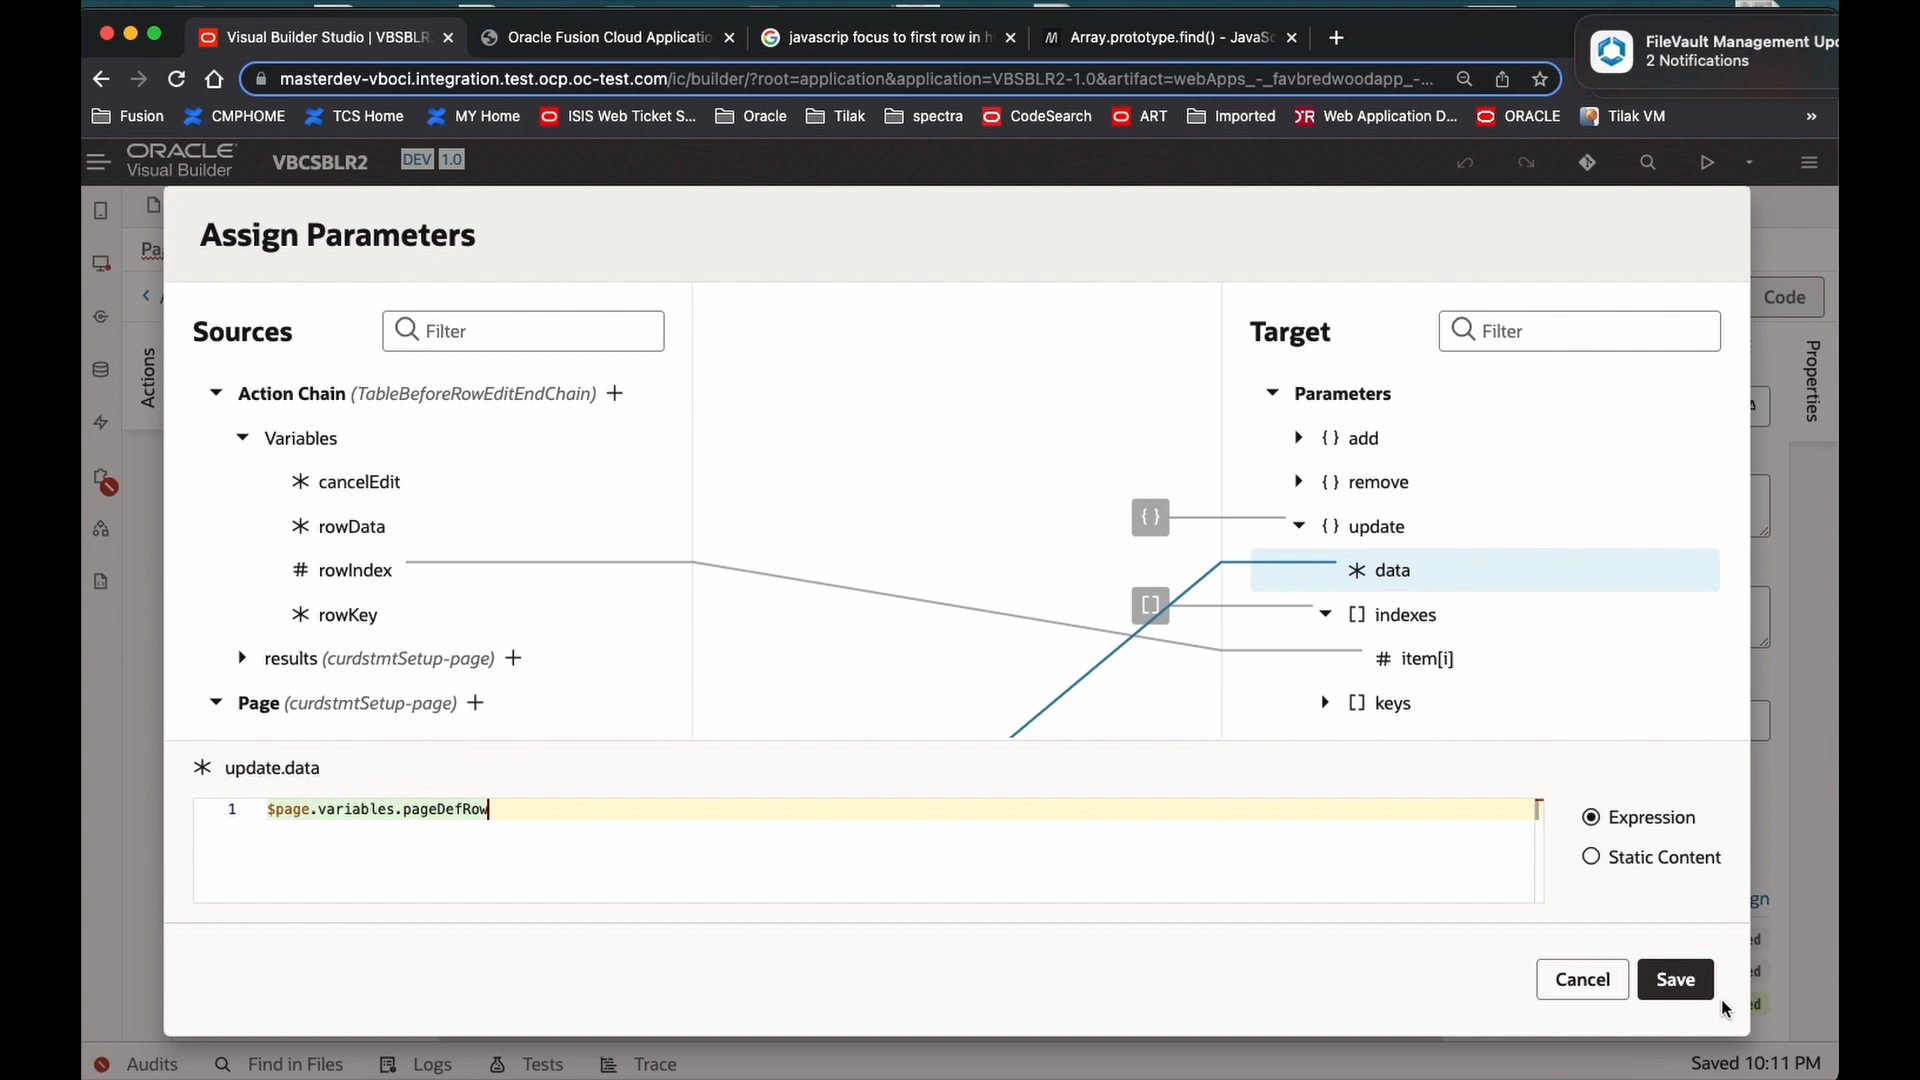 Visual Builder Studio | VBSBLR
Oracle Fusion Cloud Applicatio
javascrip focus to first row in h
Array.prototype.find() - JavaSc
FileVault Management Upd
2 Notifications
masterdev-vboci.integration.test.ocp.oc-test.com/ic/builder/?root=application&application=VBSBLR2-1.0&artifact=webApps_-_favbredwoodapp_-...
Fusion
CMPHOME
TCS Home
MY Home
ISIS Web Ticket S...
Oracle
Tilak
spectra
CodeSearch
ART
Imported
Web Application D...
ORACLE
Tilak VM
»
ORACLE
Visual Builder
VBCSBLR2
DEV 1.0
Pa
Code
Actions
Properties
Assign Parameters
Sources
Filter
Target
Filter
Action Chain (TableBeforeRowEditEndChain) +
Variables
cancelEdit
rowData
# rowIndex
rowKey
results (curdstmtSetup-page) +
Page (curdstmtSetup-page) +
Parameters
{ } add
{ } remove
{ } update
data
[ ] indexes
# item[i]
[ ] keys
{ }
[ ]
update.data
1 $page.variables.pageDefRow
Expression
Static Content
gn
ed
ed
ed
Cancel
Save
Audits
Find in Files
Logs
Tests
Trace
Saved 10:11 PM